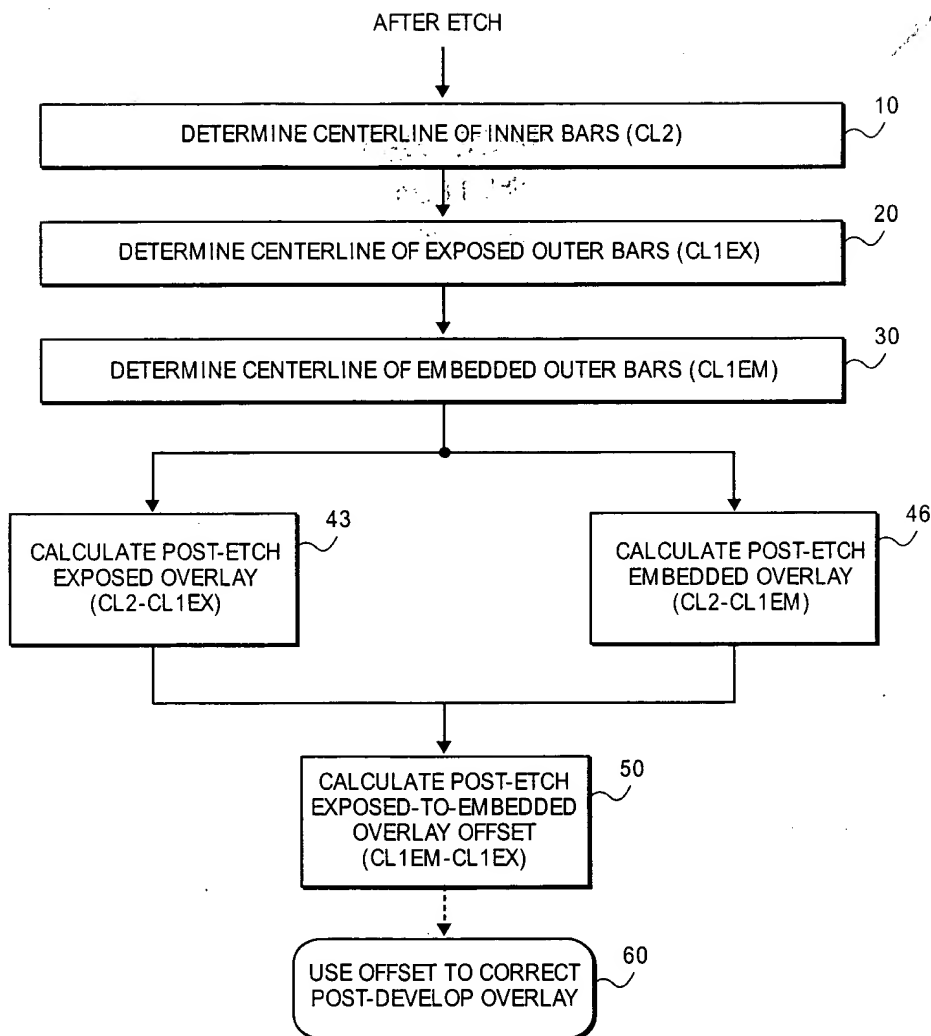 AFTER ETCH
10
DETERMINE CENTERLINE OF INNER BARS (CL2)
20
DETERMINE CENTERLINE OF EXPOSED OUTER BARS (CL1EX)
30
DETERMINE CENTERLINE OF EMBEDDED OUTER BARS (CL1EM)
43
CALCULATE POST-ETCH
EXPOSED OVERLAY
(CL2-CL1EX)
46
CALCULATE POST-ETCH
EMBEDDED OVERLAY
(CL2-CL1EM)
50
CALCULATE POST-ETCH
EXPOSED-TO-EMBEDDED
OVERLAY OFFSET
(CL1EM-CL1EX)
60
USE OFFSET TO CORRECT
POST-DEVELOP OVERLAY